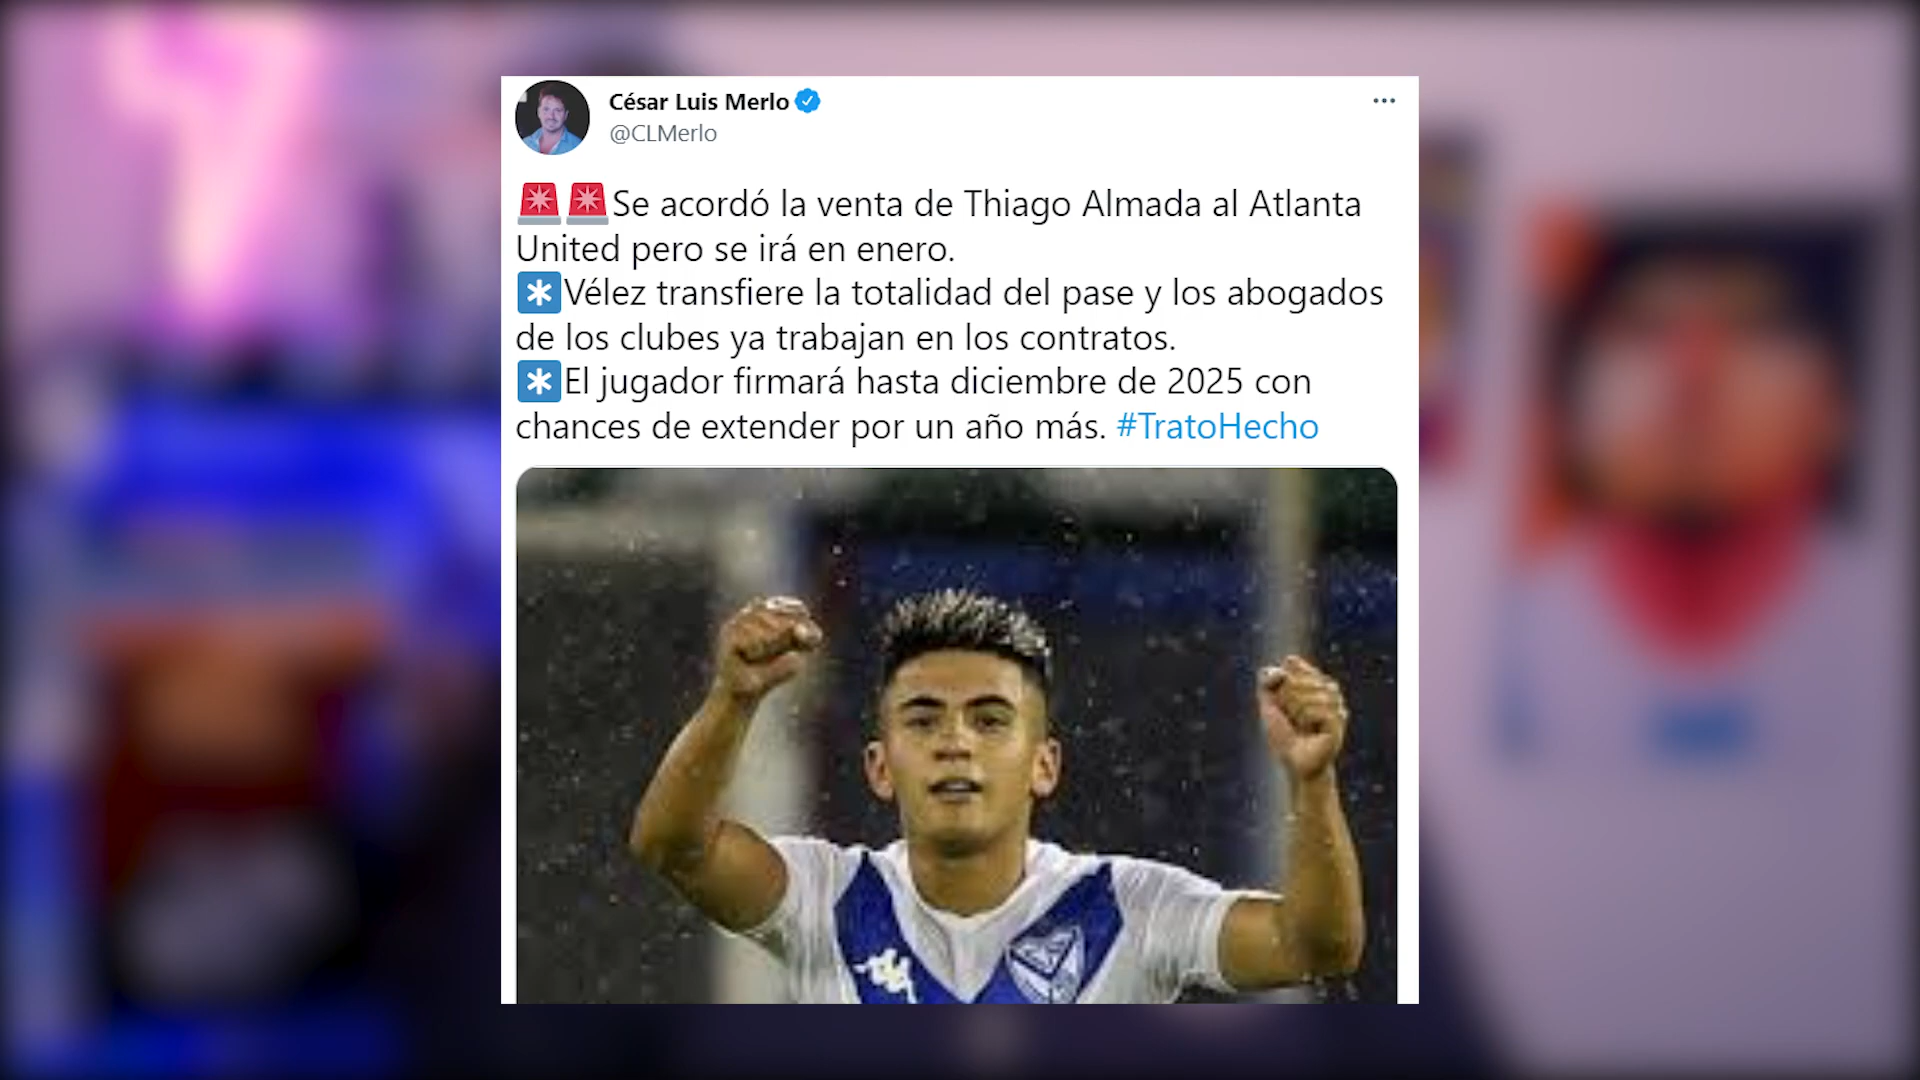 César Luis Merlo
@CLMerlo
🚨🚨Se acordó la venta de Thiago Almada al Atlanta
United pero se irá en enero.
*️⃣Vélez transfiere la totalidad del pase y los abogados
de los clubes ya trabajan en los contratos.
*️⃣El jugador firmará hasta diciembre de 2025 con
chances de extender por un año más. #TratoHecho